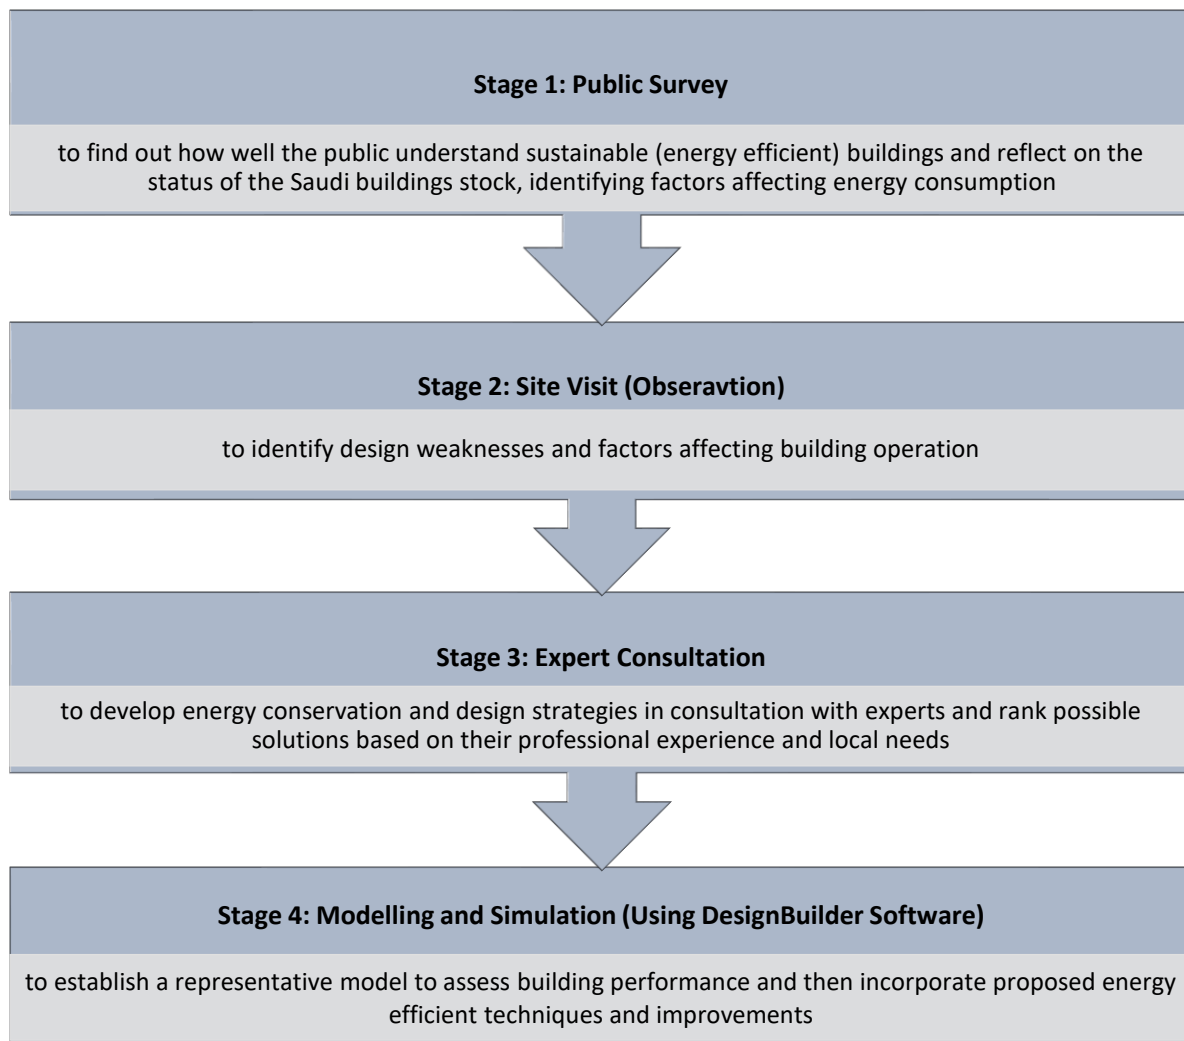 Stage 1: Public Survey
to find out how well the public understand sustainable (energy efficient) buildings and reflect on the
status of the Saudi buildings stock, identifying factors affecting energy consumption
Stage 2: Site Visit (Obseravtion)
to identify design weaknesses and factors affecting building operation
Stage 3: Expert Consultation
to develop energy conservation and design strategies in consultation with experts and rank possible
solutions based on their professional experience and local needs
Stage 4: Modelling and Simulation (Using DesignBuilder Software)
to establish a representative model to assess building performance and then incorporate proposed energy
efficient techniques and improvements